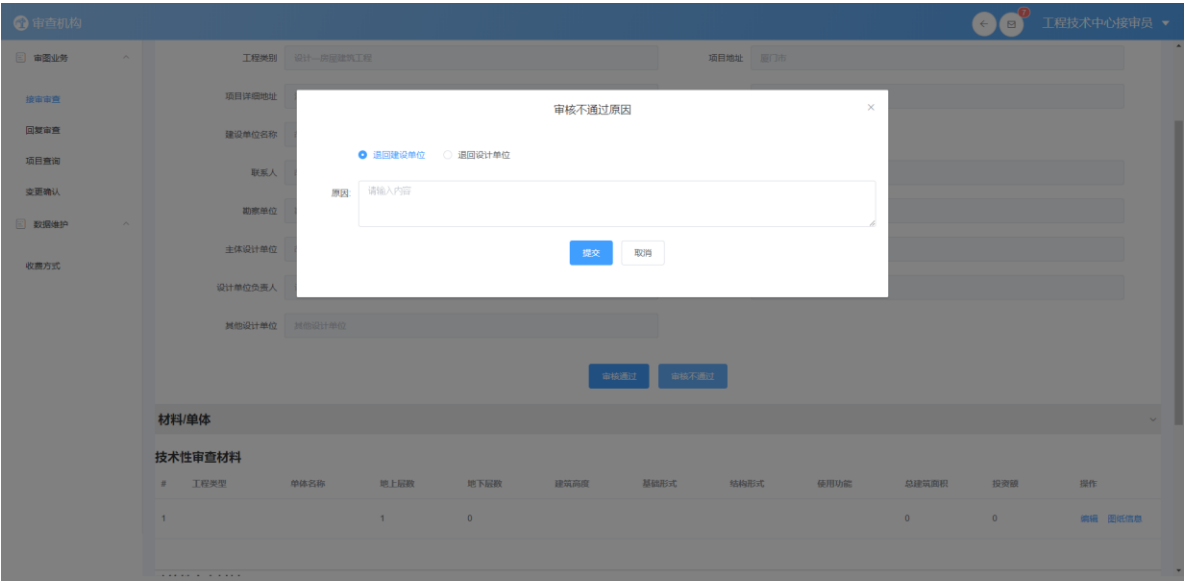 审查机构
7
工程技术中心接审员
审图业务
接审审查
回复审查
项目查询
变更确认
数据维护
收费方式
工程类别 设计—房屋建筑工程 项目地址 厦门市
项目详细地址
建设单位名称
联系人
勘察单位
主体设计单位
设计单位负责人
其他设计单位 其他设计单位
审核不通过原因
退回建设单位 退回设计单位
原因: 请输入内容
提交 取消
审核通过 审核不通过
材料/单体
技术性审查材料
# 工程类型 单体名称 地上层数 地下层数 建筑高度 基础形式 结构形式 使用功能 总建筑面积 投资额 操作
1 1 0 0 0 编辑 图纸信息